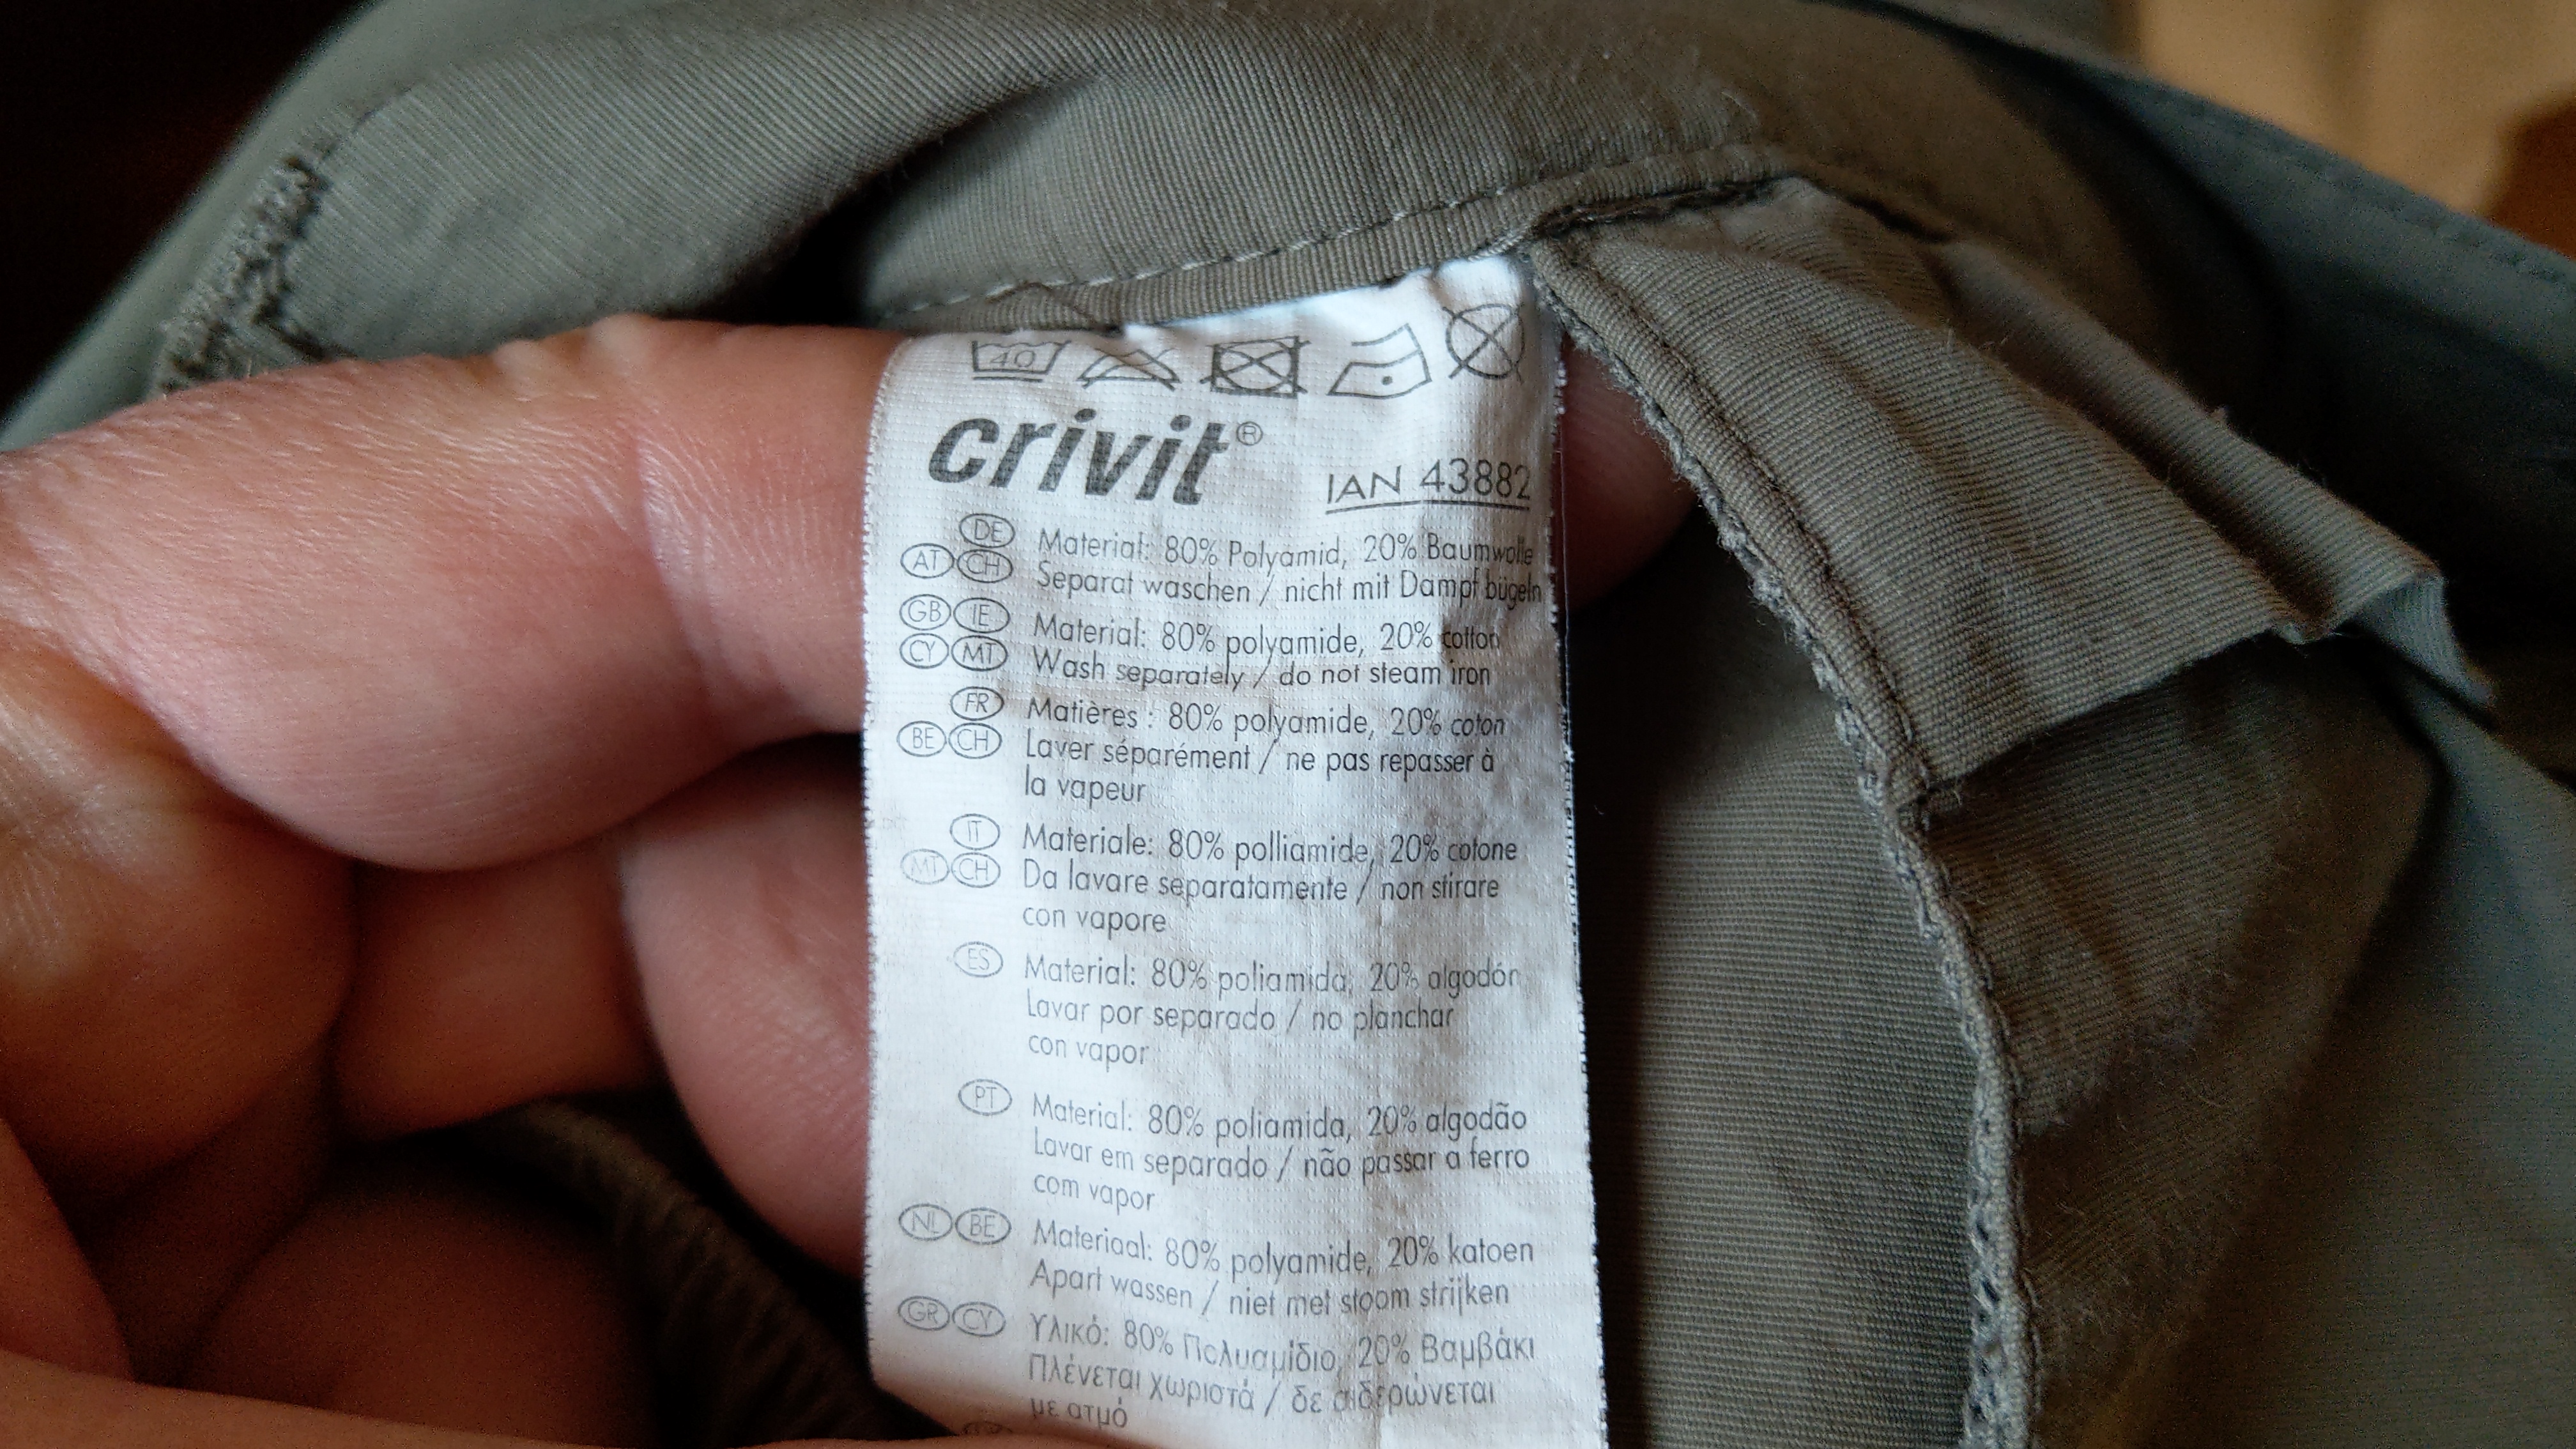 40
crivit®
IAN 43882
DE Material: 80% Polyamid, 20% Baumwolle
AT CH Separat waschen / nicht mit Dampf bügeln
GB IE Material: 80% polyamide, 20% cotton
CY MT Wash separately / do not steam iron
FR Matières : 80% polyamide, 20% coton
BE CH Laver séparément / ne pas repasser à
la vapeur
IT Materiale: 80% polliamide, 20% cotone
MT CH Da lavare separatamente / non stirare
con vapore
ES Material: 80% poliamida, 20% algodón
Lavar por separado / no planchar
con vapor
PT Material: 80% poliamida, 20% algodão
Lavar em separado / não passar a ferro
com vapor
NL BE Materiaal: 80% polyamide, 20% katoen
Apart wassen / niet met stoom strijken
GR CY Υλικό: 80% Πολυαμίδιο, 20% Βαμβάκι
Πλένεται χωριστά / δε σιδερώνεται
με ατμό